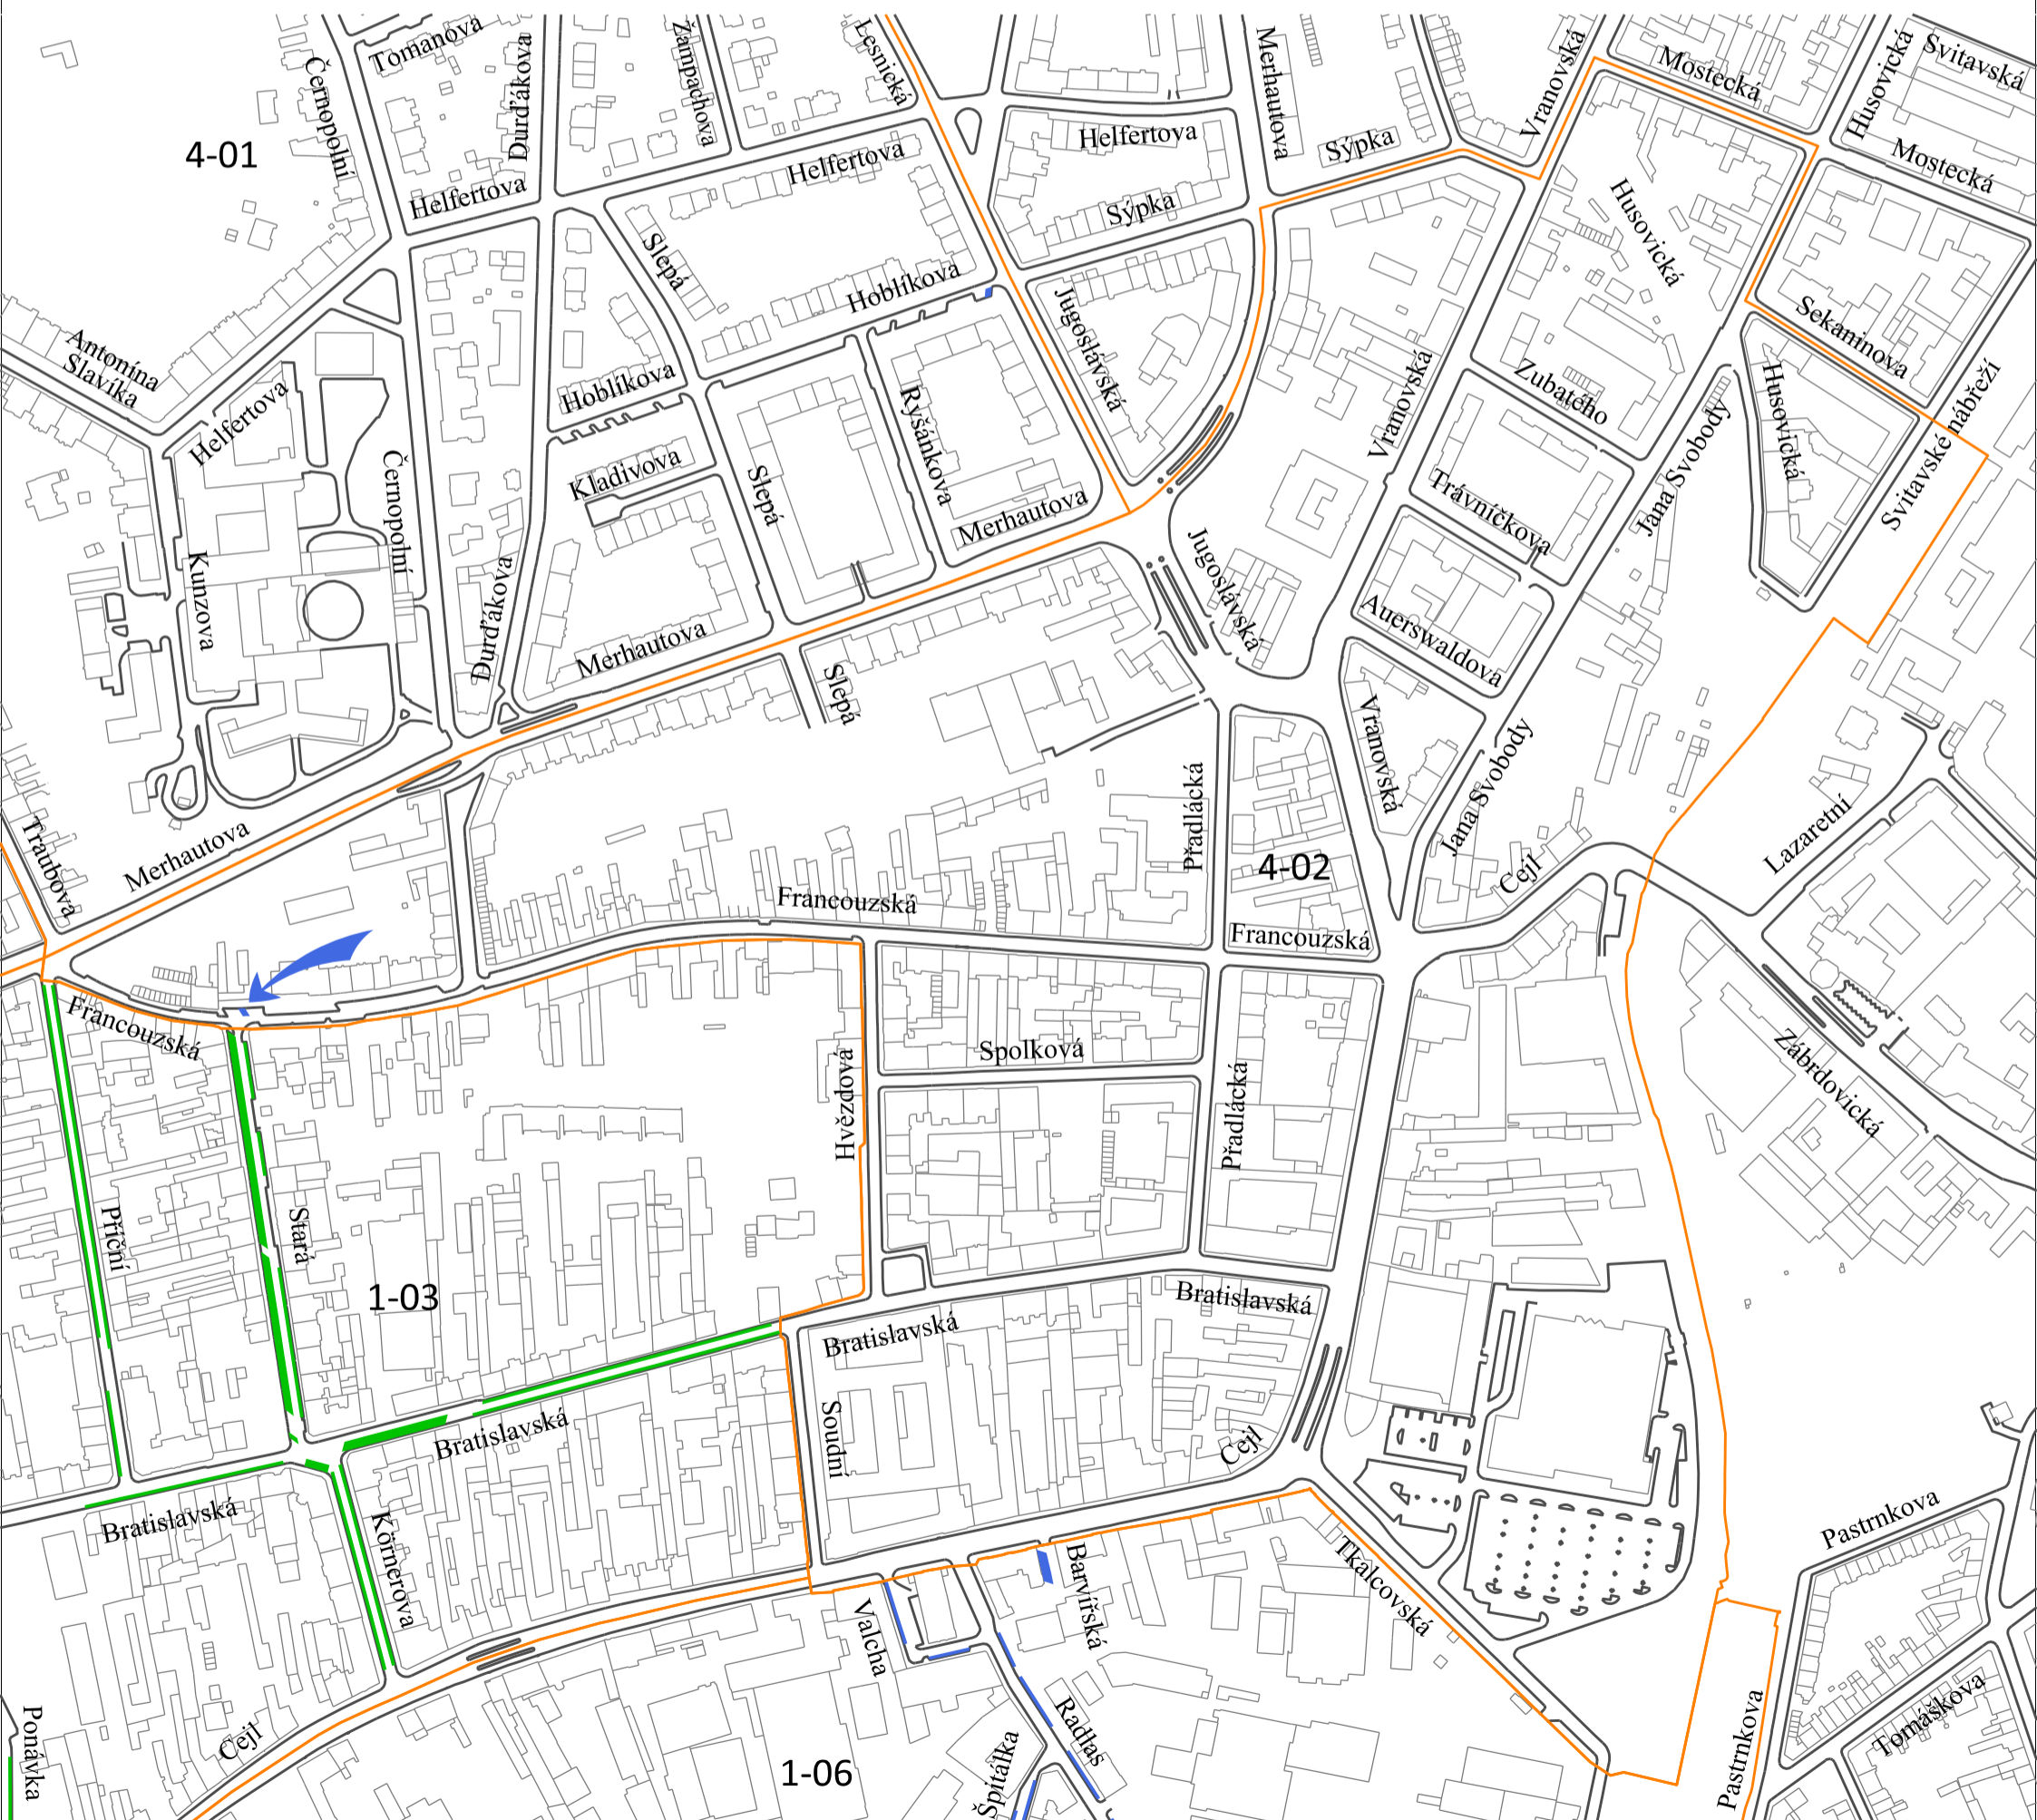 Tomanova
Durďákova
Zampachova
Lesnická
Merhautova
Vranovská
Mostecká
Husovická
Svitavská
Černopolní
4-01
Helfertova
Helfertova
Helfertova
Sýpka
Mostecká
Husovická
Sýpka
Slepá
Hoblíkova
Jugoslávská
Sekaninova
Antonína
Slavíka
Helfertova
Hoblíkova
Ryšánkova
Vranovská
Zubatého
Husovická
Svitavské nábřeží
Černopolní
Kladivova
Slepá
Merhautova
Trávníčkova
Jana Svobody
Kunzova
Durďákova
Merhautova
Jugoslávská
Auerswaldova
Slepá
Vranovská
Jana Svobody
Traubova
Merhautova
Přadlácká
4-02
Cejl
Lazaretní
Francouzská
Francouzská
Francouzská
Spolková
Hvězdová
Přadlácká
Zábrdovická
Příční
Stará
1-03
Bratislavská
Bratislavská
Bratislavská
Soudní
Cejl
Bratislavská
Körnerova
Valcha
Barvířská
Tkalcovská
Pastrnkova
Ponávka
Cejl
1-06
Špitálka
Radlas
Pastrnkova
Tomáškova